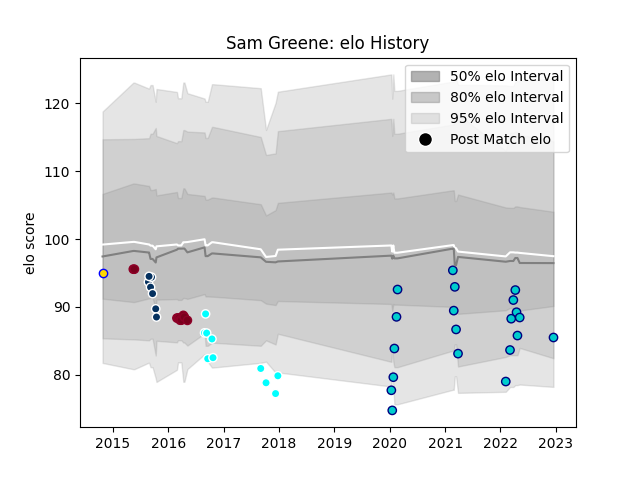 Sam Greene: elo History
50% elo Interval
80% elo Interval
95% elo Interval
Post Match elo
elo score
120
110
100
90
80
2015 2016 2017 2018 2019 2020 2021 2022 2023